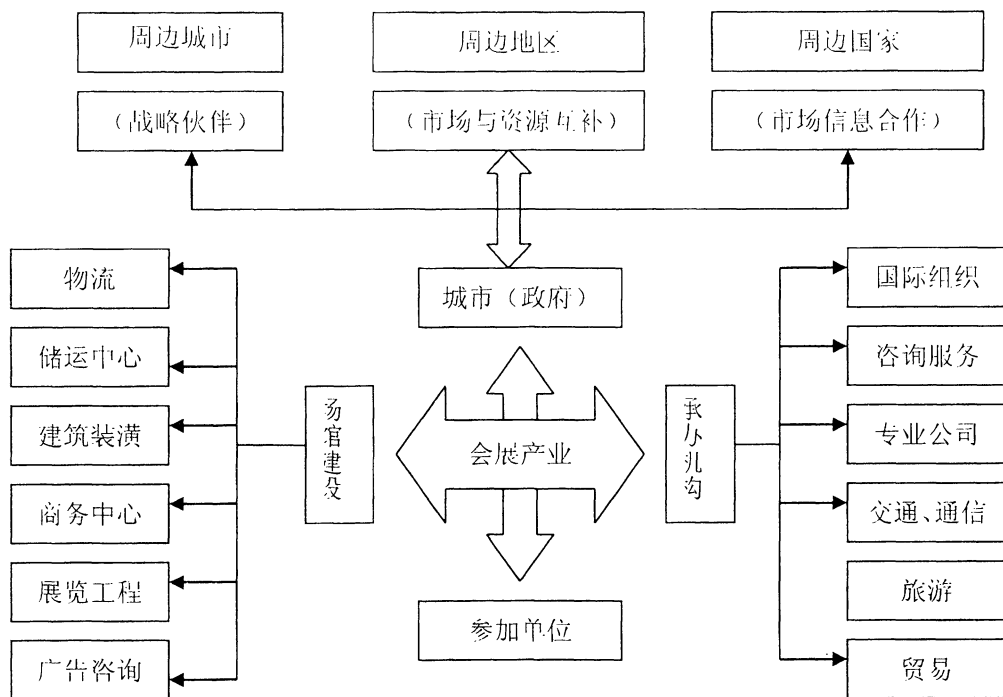 周边城市
周边地区
周边国家
（战略伙伴）
（市场与资源互补）
（市场信息合作）
物流
城市（政府）
国际组织
储运中心
咨询服务
场馆建设
承办机构
建筑装潢
会展产业
专业公司
商务中心
交通、通信
展览工程
旅游
参加单位
广告咨询
贸易